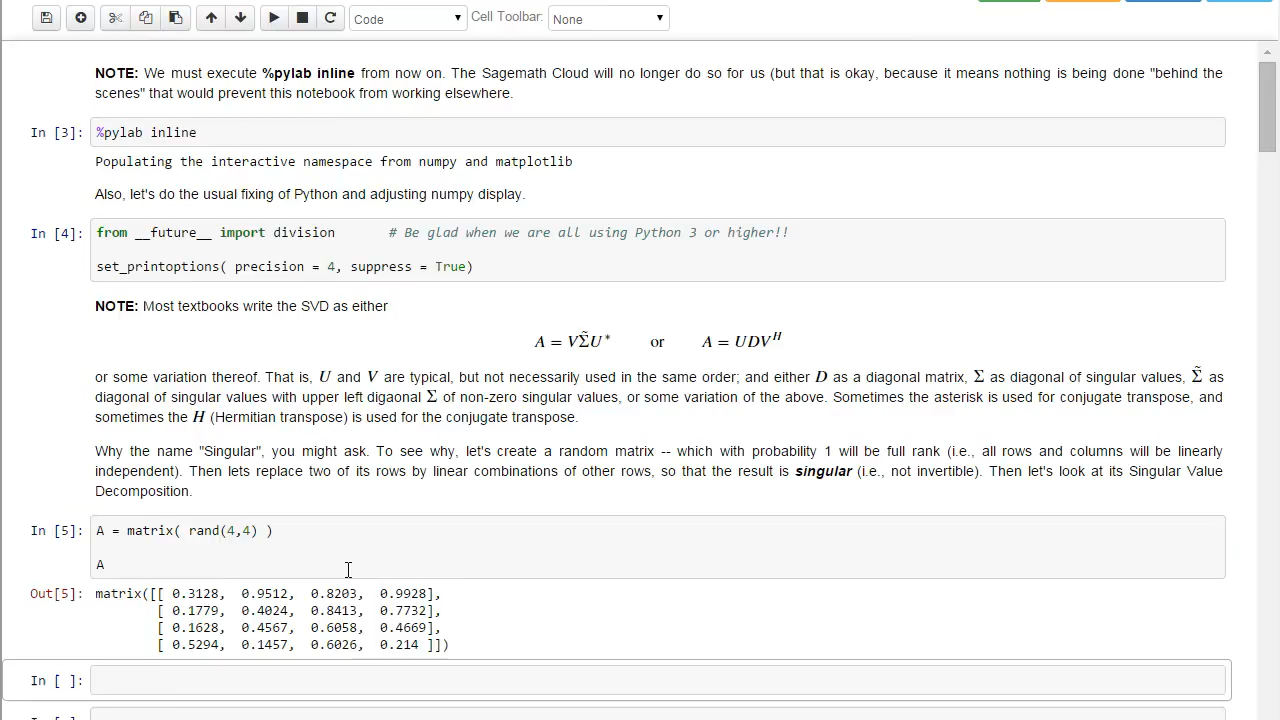 Code
Cell Toolbar:
None
NOTE: We must execute %pylab inline from now on. The Sagemath Cloud will no longer do so for us (but that is okay, because it means nothing is being done "behind the
scenes" that would prevent this notebook from working elsewhere.
In [3]:
%pylab inline
Populating the interactive namespace from numpy and matplotlib
Also, let's do the usual fixing of Python and adjusting numpy display.
In [4]:
from __future__ import division # Be glad when we are all using Python 3 or higher!!
set_printoptions( precision = 4, suppress = True)
NOTE: Most textbooks write the SVD as either
A = VΣ̃U* or A = UDVᴴ
or some variation thereof. That is, U and V are typical, but not necessarily used in the same order; and either D as a diagonal matrix, Σ as diagonal of singular values, Σ̃ as
diagonal of singular values with upper left digaonal Σ of non-zero singular values, or some variation of the above. Sometimes the asterisk is used for conjugate transpose, and
sometimes the H (Hermitian transpose) is used for the conjugate transpose.
Why the name "Singular", you might ask. To see why, let's create a random matrix -- which with probability 1 will be full rank (i.e., all rows and columns will be linearly
independent). Then lets replace two of its rows by linear combinations of other rows, so that the result is singular (i.e., not invertible). Then let's look at its Singular Value
Decomposition.
In [5]:
A = matrix( rand(4,4) )
A
Out[5]:
matrix([[ 0.3128, 0.9512, 0.8203, 0.9928],
[ 0.1779, 0.4024, 0.8413, 0.7732],
[ 0.1628, 0.4567, 0.6058, 0.4669],
[ 0.5294, 0.1457, 0.6026, 0.214 ]])
In [ ]: